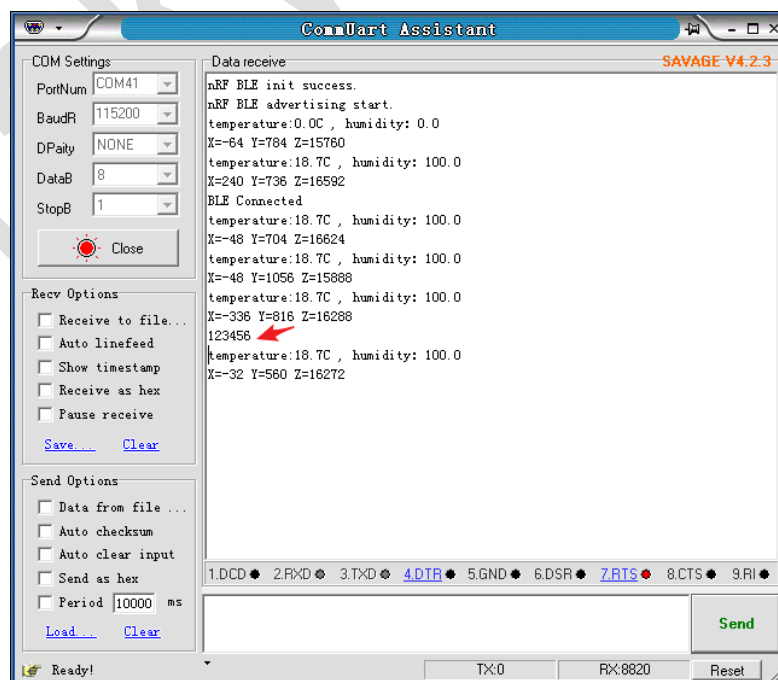 CommUart Assistant
COM Settings
PortNum COM41
BaudR 115200
DPaity NONE
DataB 8
StopB 1
Close
Recv Options
Receive to file...
Auto linefeed
Show timestamp
Receive as hex
Pause receive
Save... Clear
Send Options
Data from file ...
Auto checksum
Auto clear input
Send as hex
Period 10000 ms
Load... Clear
Data receive SAVAGE V4.2.3
nRF BLE init success.
nRF BLE advertising start.
temperature:0.0C , humidity: 0.0
X=-64 Y=784 Z=15760
temperature:18.7C , humidity: 100.0
X=240 Y=736 Z=16592
BLE Connected
temperature:18.7C , humidity: 100.0
X=-48 Y=704 Z=16624
temperature:18.7C , humidity: 100.0
X=-48 Y=1056 Z=15888
temperature:18.7C , humidity: 100.0
X=-336 Y=816 Z=16288
123456
temperature:18.7C , humidity: 100.0
X=-32 Y=560 Z=16272
1.DCD 2.RXD 3.TXD 4.DTR 5.GND 6.DSR 7.RTS 8.CTS 9.RI
Send
Ready! TX:0 RX:8820 Reset